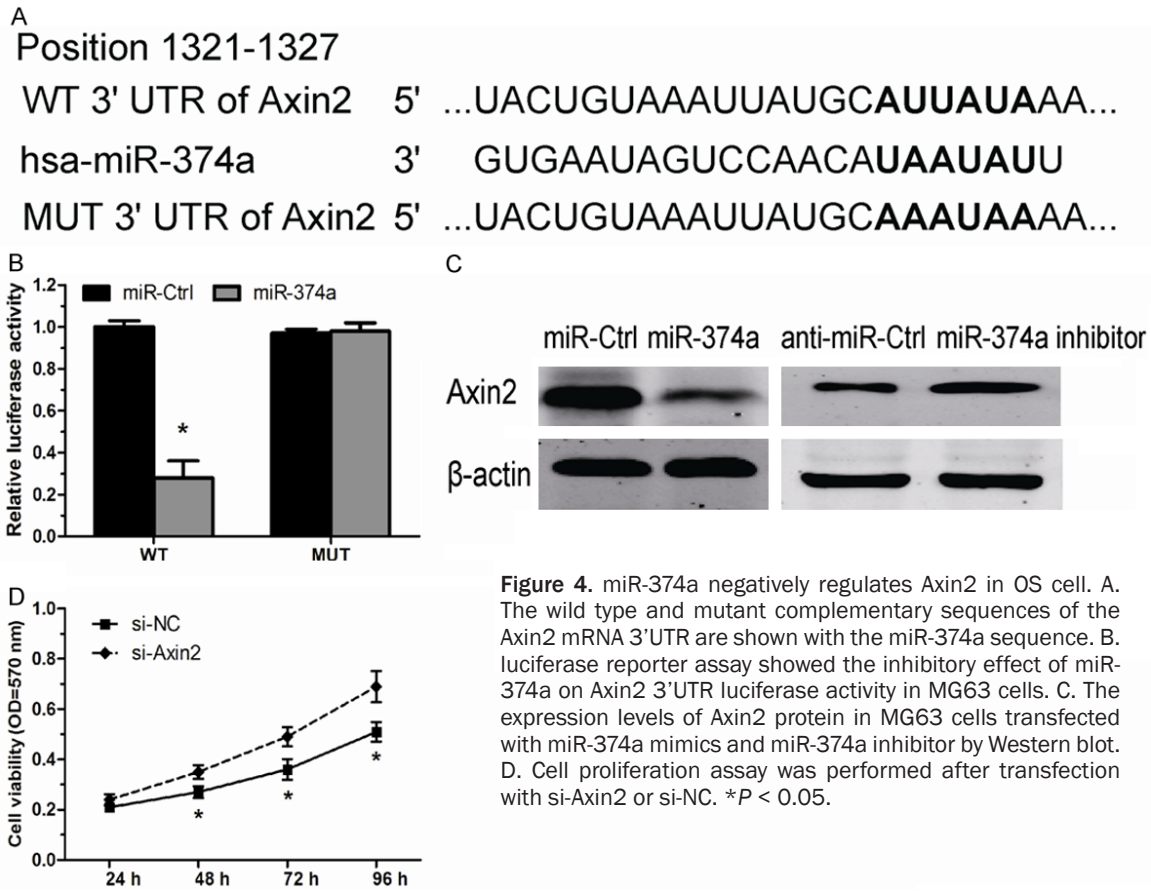 A
Position 1321-1327
WT 3' UTR of Axin2 5' ...UACUGUAAAUUAUGCAUUAUAAA...
hsa-miR-374a 3' GUGAAUAGUCCAACAUAAUAUU
MUT 3' UTR of Axin2 5' ...UACUGUAAAUUAUGCAAAUAAAA...
B
Relative luciferase activity
1.2
1.0
0.8
0.6
0.4
0.2
0.0
miR-Ctrl miR-374a
*
WT MUT
C
miR-Ctrl miR-374a anti-miR-Ctrl miR-374a inhibitor
Axin2
β-actin
D
Cell viability (OD=570 nm)
1.0
0.8
0.6
0.4
0.2
0.0
si-NC
si-Axin2
* * *
24 h 48 h 72 h 96 h
Figure 4. miR-374a negatively regulates Axin2 in OS cell. A.
The wild type and mutant complementary sequences of the
Axin2 mRNA 3’UTR are shown with the miR-374a sequence. B.
luciferase reporter assay showed the inhibitory effect of miR-
374a on Axin2 3’UTR luciferase activity in MG63 cells. C. The
expression levels of Axin2 protein in MG63 cells transfected
with miR-374a mimics and miR-374a inhibitor by Western blot.
D. Cell proliferation assay was performed after transfection
with si-Axin2 or si-NC. *P < 0.05.